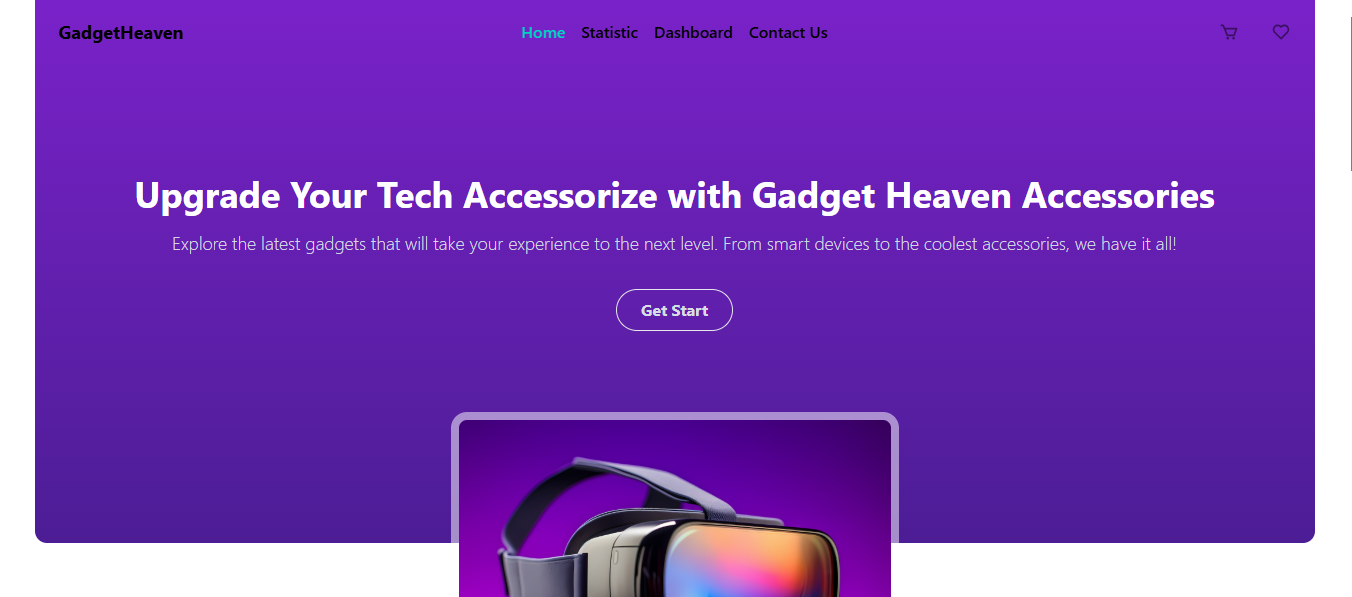 GadgetHeaven
Home Statistic Dashboard Contact Us
Upgrade Your Tech Accessorize with Gadget Heaven Accessories
Explore the latest gadgets that will take your experience to the next level. From smart devices to the coolest accessories, we have it all!
Get Start